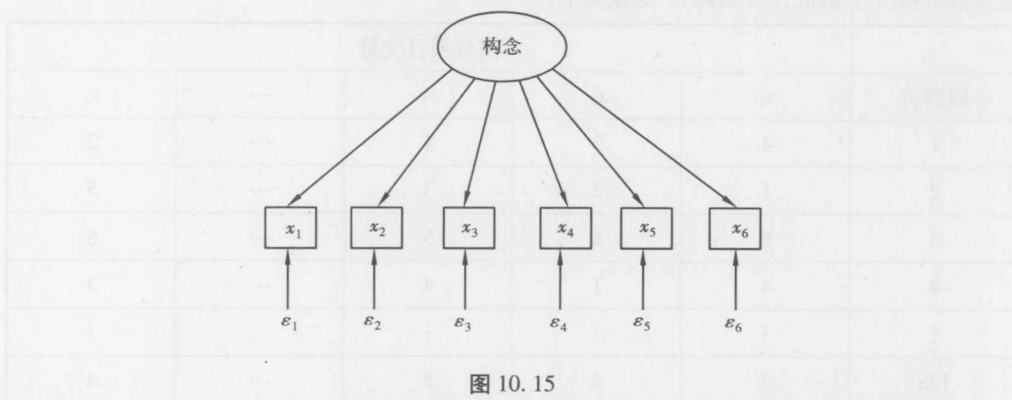 构念
x₁ x₂ x₃ x₄ x₅ x₆
ε₁ ε₂ ε₃ ε₄ ε₅ ε₆
图 10.15